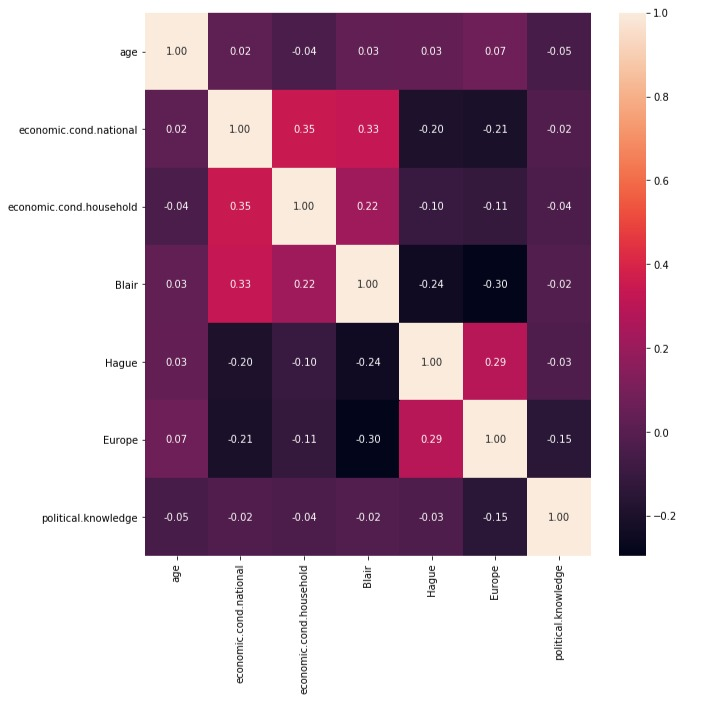 1.0
age 1.00 0.02 -0.04 0.03 0.03 0.07 -0.05
0.8
economic.cond.national 0.02 1.00 0.35 0.33 -0.20 -0.21 -0.02
0.6
economic.cond.household -0.04 0.35 1.00 0.22 -0.10 -0.11 -0.04
0.4
Blair 0.03 0.33 0.22 1.00 -0.24 -0.30 -0.02
0.2
Hague 0.03 -0.20 -0.10 -0.24 1.00 0.29 -0.03
0.0
Europe 0.07 -0.21 -0.11 -0.30 0.29 1.00 -0.15
−0.2
political.knowledge -0.05 -0.02 -0.04 -0.02 -0.03 -0.15 1.00
age
economic.cond.national
economic.cond.household
Blair
Hague
Europe
political.knowledge